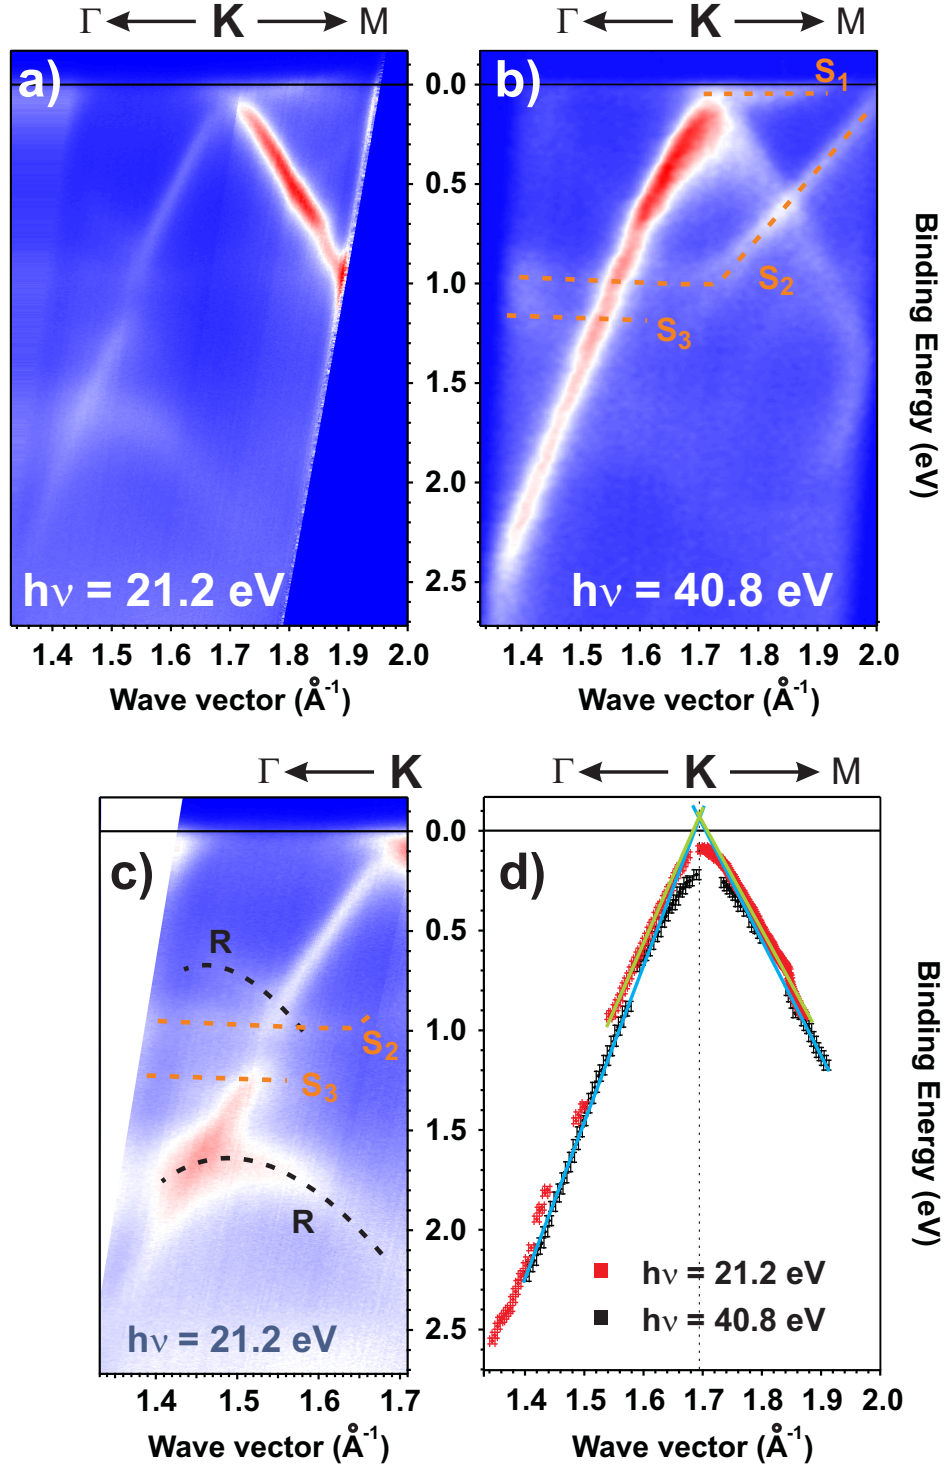 Γ ← K → M
Γ ← K → M
a)
b)
S1
S2
S3
0.0
0.5
1.0
1.5
2.0
2.5
Binding Energy (eV)
hν = 21.2 eV
hν = 40.8 eV
1.4 1.5 1.6 1.7 1.8 1.9 2.0
1.4 1.5 1.6 1.7 1.8 1.9 2.0
Wave vector (Å-1)
Wave vector (Å-1)
Γ ← K
Γ ← K → M
c)
d)
R
S2
S3
R
0.0
0.5
1.0
1.5
2.0
2.5
Binding Energy (eV)
hν = 21.2 eV
hν = 21.2 eV
hν = 40.8 eV
1.4 1.5 1.6 1.7
1.4 1.5 1.6 1.7 1.8 1.9 2.0
Wave vector (Å-1)
Wave vector (Å-1)